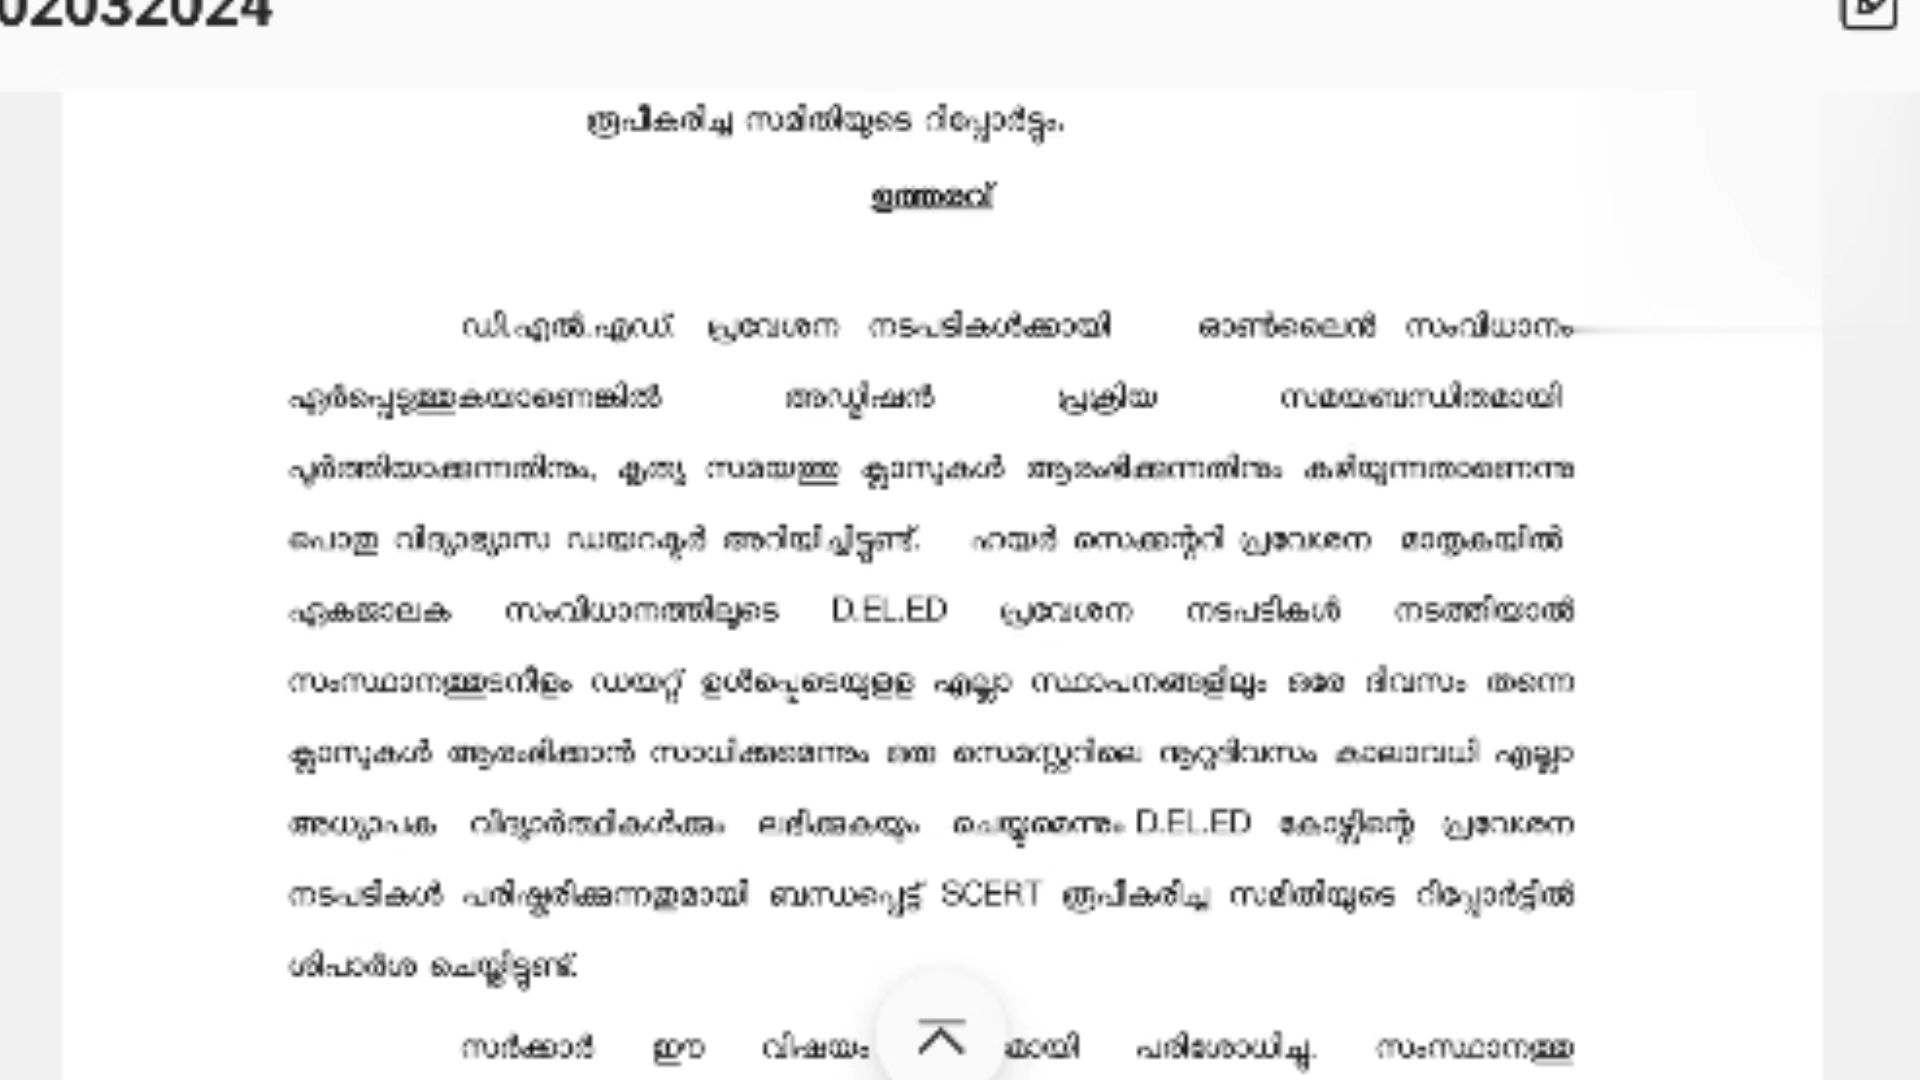 02032024
രൂപീകരിച്ച സമിതിയുടെ റിപ്പോർട്ടും.
ഉത്തരവ്
ഡി.എൽ.എഡ് പ്രവേശന നടപടികൾക്കായി ഓൺലൈൻ സംവിധാനം
ഏർപ്പെടുത്തുകയാണെങ്കിൽ അഡ്മിഷൻ പ്രക്രിയ സമയബന്ധിതമായി
പൂർത്തിയാക്കുന്നതിനും, കൃത്യ സമയത്തു ക്ലാസുകൾ ആരംഭിക്കുന്നതിനും കഴിയുന്നതാണെന്നു
പൊതു വിദ്യാഭ്യാസ ഡയറക്ടർ അറിയിച്ചിട്ടുണ്ട്. ഹയർ സെക്കന്ററി പ്രവേശന മാതൃകയിൽ
ഏകജാലക സംവിധാനത്തിലൂടെ D.EL.ED പ്രവേശന നടപടികൾ നടത്തിയാൽ
സംസ്ഥാനത്തുടനീളം ഡയറ്റ് ഉൾപ്പെടെയുളള എല്ലാ സ്ഥാപനങ്ങളിലും ഒരേ ദിവസം തന്നെ
ക്ലാസുകൾ ആരംഭിക്കാൻ സാധിക്കുമെന്നും ഒരു സെമസ്റ്ററിലെ നൂറുദിവസം കാലാവധി എല്ലാ
അധ്യാപക വിദ്യാർത്ഥികൾക്കും ലഭിക്കുകയും ചെയ്യുമെന്നും D.EL.ED കോഴ്സിന്റെ പ്രവേശന
നടപടികൾ പരിഷ്കരിക്കുന്നതുമായി ബന്ധപ്പെട്ട് SCERT രൂപീകരിച്ച സമിതിയുടെ റിപ്പോർട്ടിൽ
ശിപാർശ ചെയ്തിട്ടുണ്ട്.
സർക്കാർ ഈ വിഷയം പരിശോധിച്ചു. സംസ്ഥാനത്തു